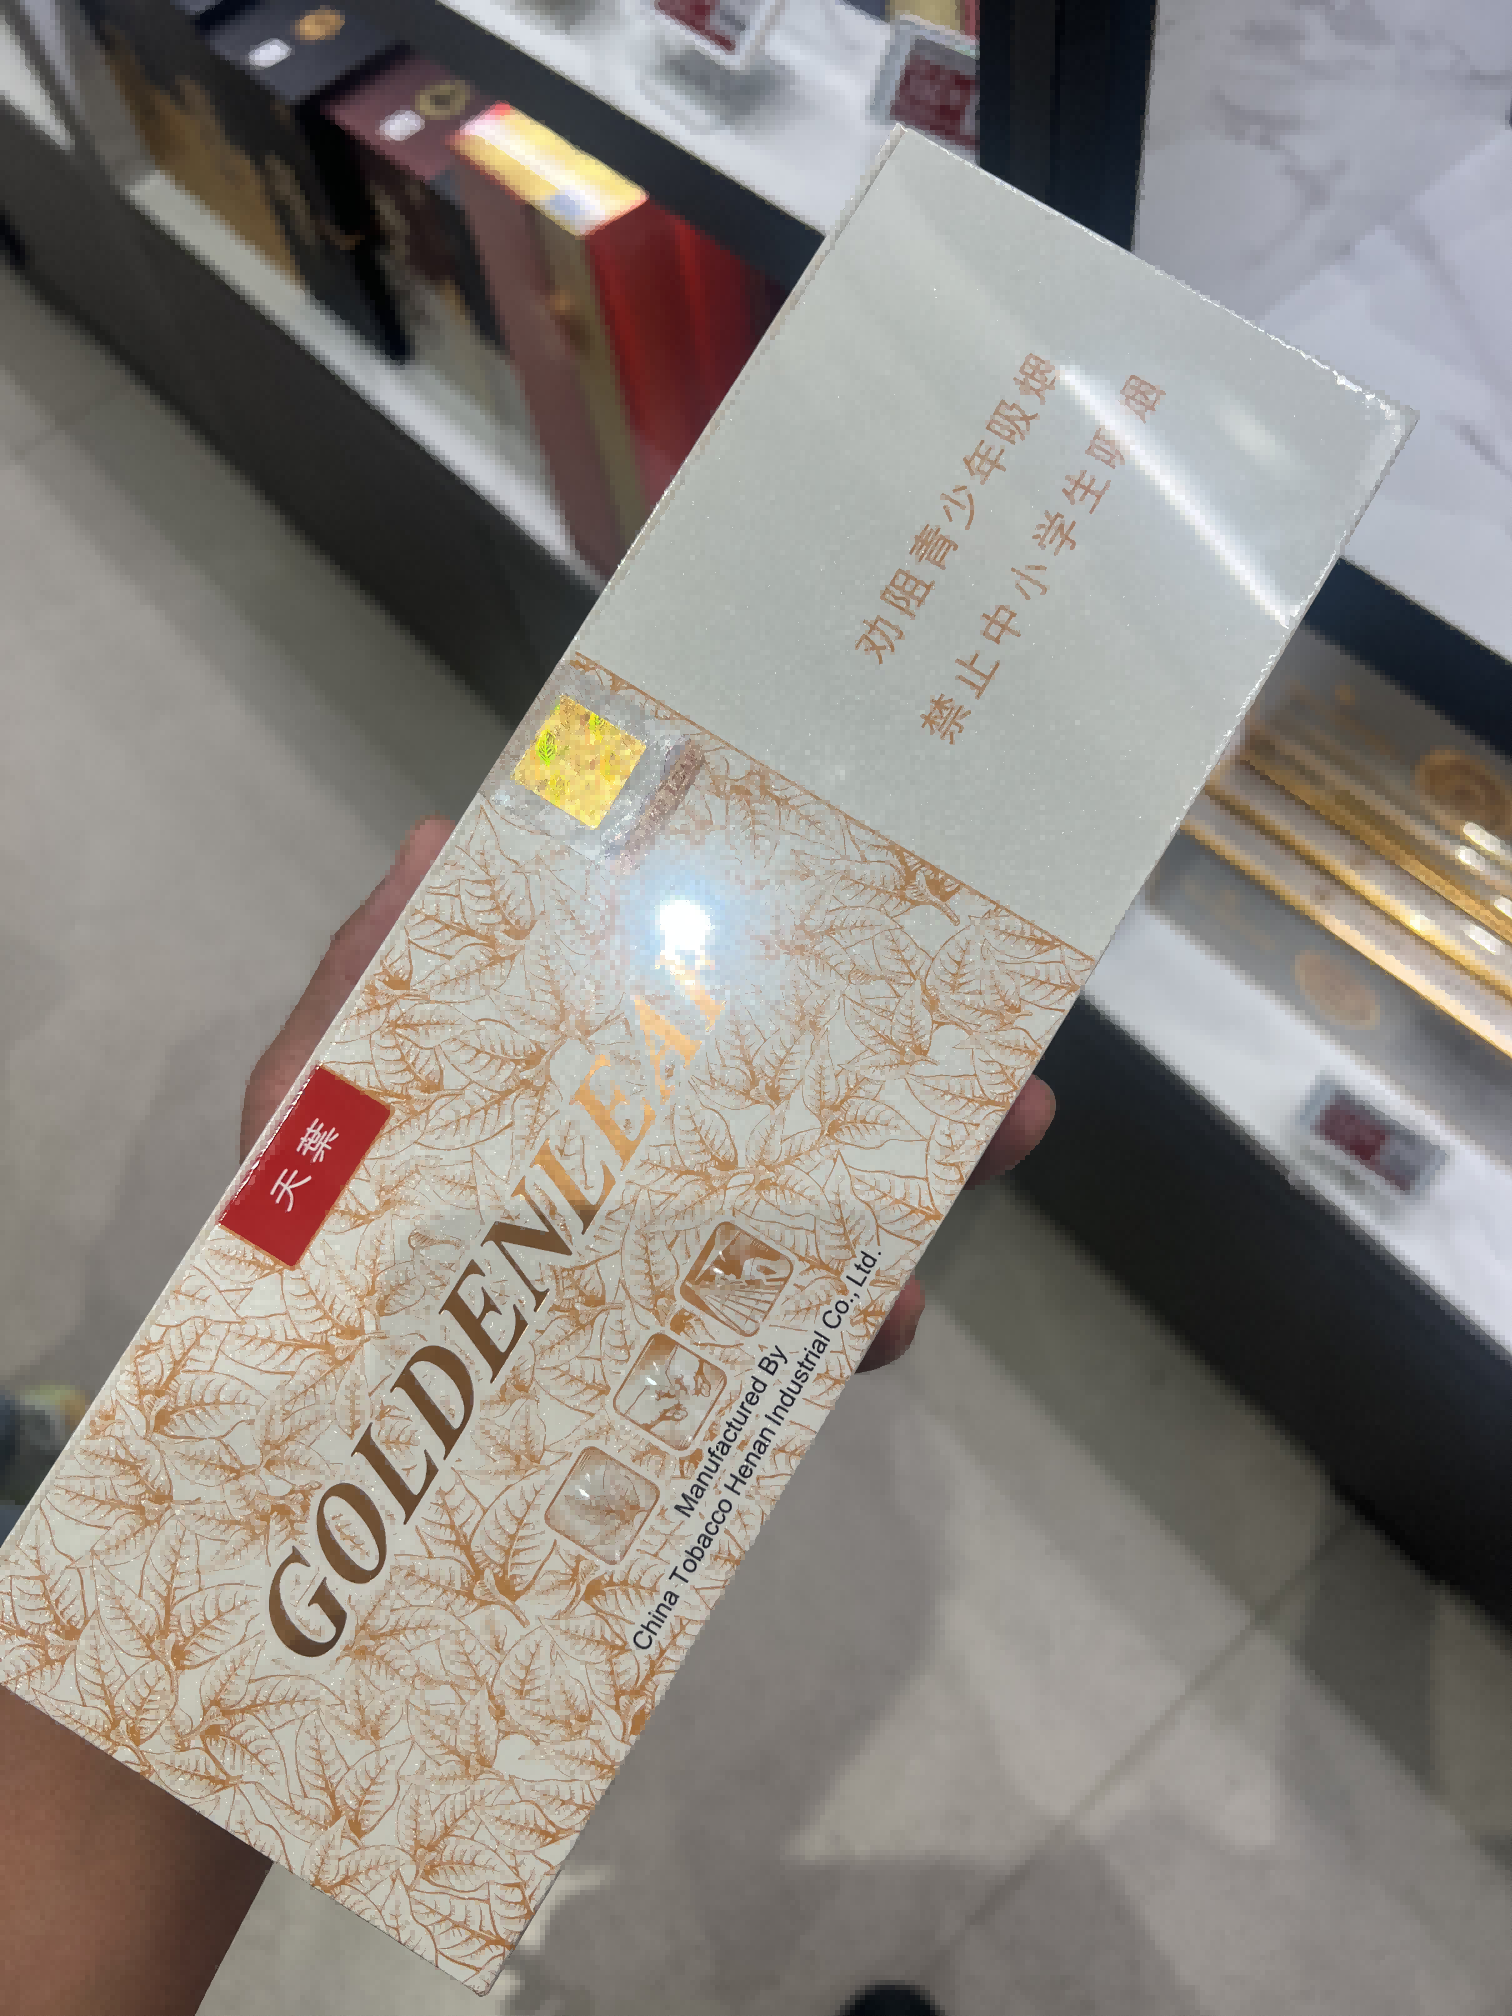 劝阻青少年吸烟
禁止中小学生吸烟
天葉
GOLDENLEAF
Manufactured By
China Tobacco Henan Industrial Co., Ltd.